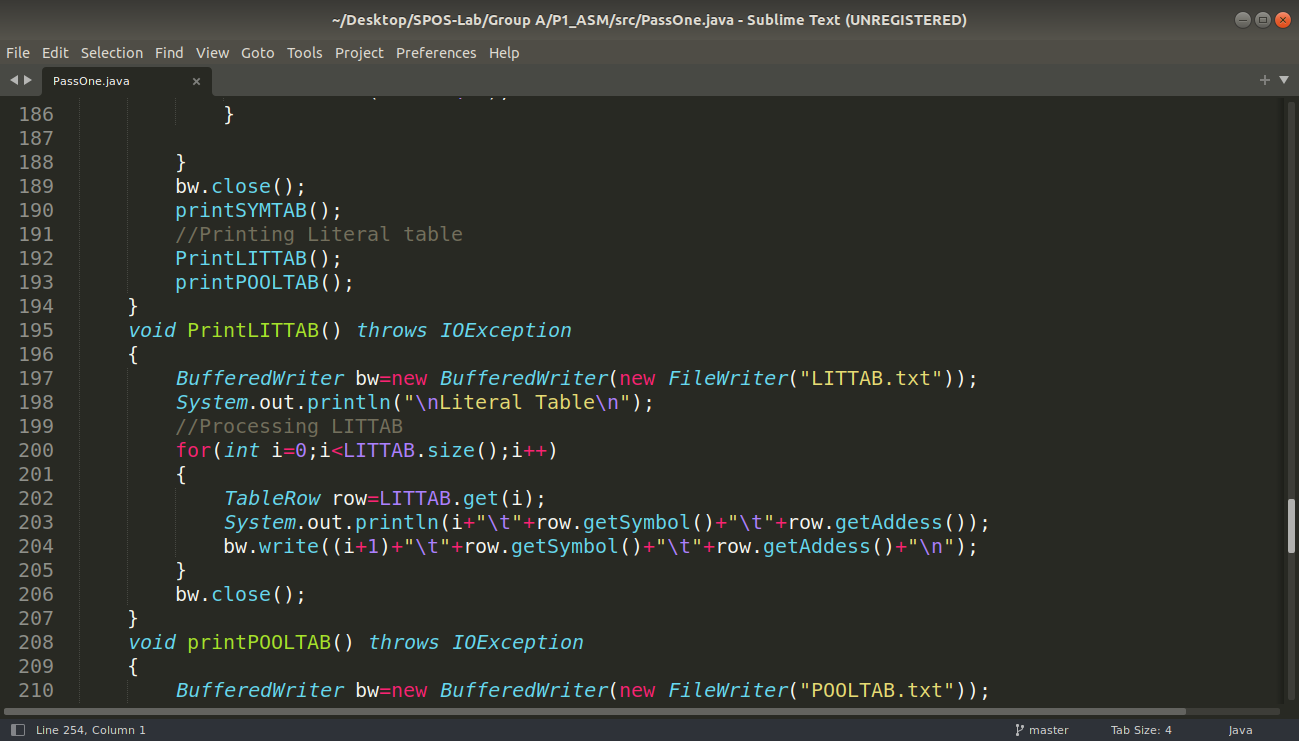 ~/Desktop/SPOS-Lab/Group A/P1_ASM/src/PassOne.java - Sublime Text (UNREGISTERED)
File Edit Selection Find View Goto Tools Project Preferences Help
PassOne.java
186 }
187
188 }
189 bw.close();
190 printSYMTAB();
191 //Printing Literal table
192 PrintLITTAB();
193 printPOOLTAB();
194 }
195 void PrintLITTAB() throws IOException
196 {
197 BufferedWriter bw=new BufferedWriter(new FileWriter("LITTAB.txt"));
198 System.out.println("\nLiteral Table\n");
199 //Processing LITTAB
200 for(int i=0;i<LITTAB.size();i++)
201 {
202 TableRow row=LITTAB.get(i);
203 System.out.println(i+"\t"+row.getSymbol()+"\t"+row.getAddess());
204 bw.write((i+1)+"\t"+row.getSymbol()+"\t"+row.getAddess()+"\n");
205 }
206 bw.close();
207 }
208 void printPOOLTAB() throws IOException
209 {
210 BufferedWriter bw=new BufferedWriter(new FileWriter("POOLTAB.txt"));
Line 254, Column 1 master Tab Size: 4 Java